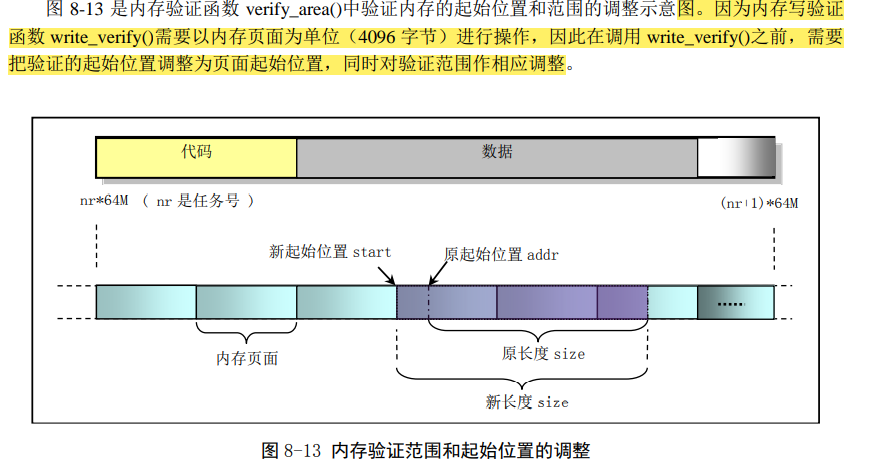 图 8-13 是内存验证函数 verify_area()中验证内存的起始位置和范围的调整示意图。因为内存写验证
函数 write_verify()需要以内存页面为单位（4096 字节）进行操作，因此在调用 write_verify()之前，需要
把验证的起始位置调整为页面起始位置，同时对验证范围作相应调整。
代码
数据
nr*64M （ nr 是任务号 ）
(nr+1)*64M
新起始位置 start
原起始位置 addr
......
内存页面
原长度 size
新长度 size
图 8-13 内存验证范围和起始位置的调整